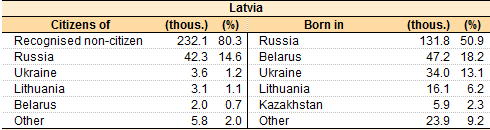 Latvia
Citizens of (thous.) (%) Born in (thous.) (%)
Recognised non-citizen 232.1 80.3 Russia 131.8 50.9
Russia 42.3 14.6 Belarus 47.2 18.2
Ukraine 3.6 1.2 Ukraine 34.0 13.1
Lithuania 3.1 1.1 Lithuania 16.1 6.2
Belarus 2.0 0.7 Kazakhstan 5.9 2.3
Other 5.8 2.0 Other 23.9 9.2